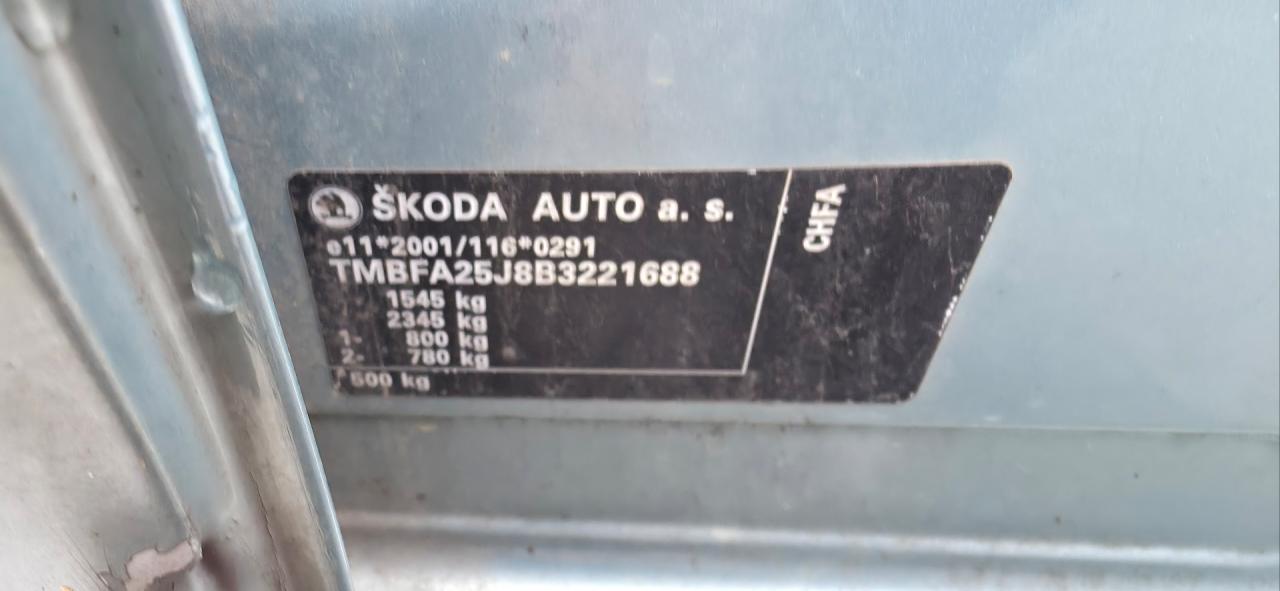 ŠKODA AUTO a. s.
e11*2001/116*0291
TMBFA25J8B3221688
1545 kg
2345 kg
1- 800 kg
2- 780 kg
500 kg
CHFA